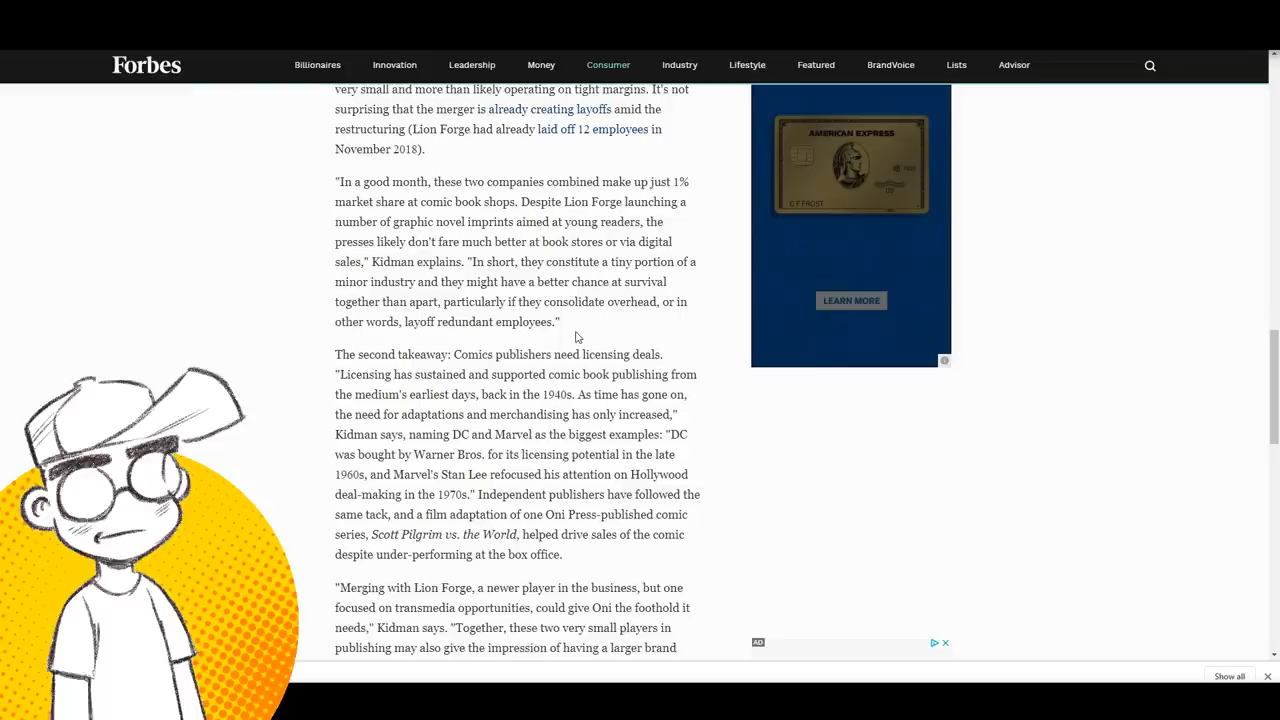 Forbes
Billionaires Innovation Leadership Money Consumer Industry Lifestyle Featured BrandVoice Lists Advisor
very small and more than likely operating on tight margins. It's not
surprising that the merger is already creating layoffs amid the
restructuring (Lion Forge had already laid off 12 employees in
November 2018).
"In a good month, these two companies combined make up just 1%
market share at comic book shops. Despite Lion Forge launching a
number of graphic novel imprints aimed at young readers, the
presses likely don't fare much better at book stores or via digital
sales," Kidman explains. "In short, they constitute a tiny portion of a
minor industry and they might have a better chance at survival
together than apart, particularly if they consolidate overhead, or in
other words, layoff redundant employees."
The second takeaway: Comics publishers need licensing deals.
"Licensing has sustained and supported comic book publishing from
the medium's earliest days, back in the 1940s. As time has gone on,
the need for adaptations and merchandising has only increased,"
Kidman says, naming DC and Marvel as the biggest examples: "DC
was bought by Warner Bros. for its licensing potential in the late
1960s, and Marvel's Stan Lee refocused his attention on Hollywood
deal-making in the 1970s." Independent publishers have followed the
same tack, and a film adaptation of one Oni Press-published comic
series, Scott Pilgrim vs. the World, helped drive sales of the comic
despite under-performing at the box office.
"Merging with Lion Forge, a newer player in the business, but one
focused on transmedia opportunities, could give Oni the foothold it
needs," Kidman says. "Together, these two very small players in
publishing may also give the impression of having a larger brand
AMERICAN EXPRESS
C F FROST
LEARN MORE
AD
Show all